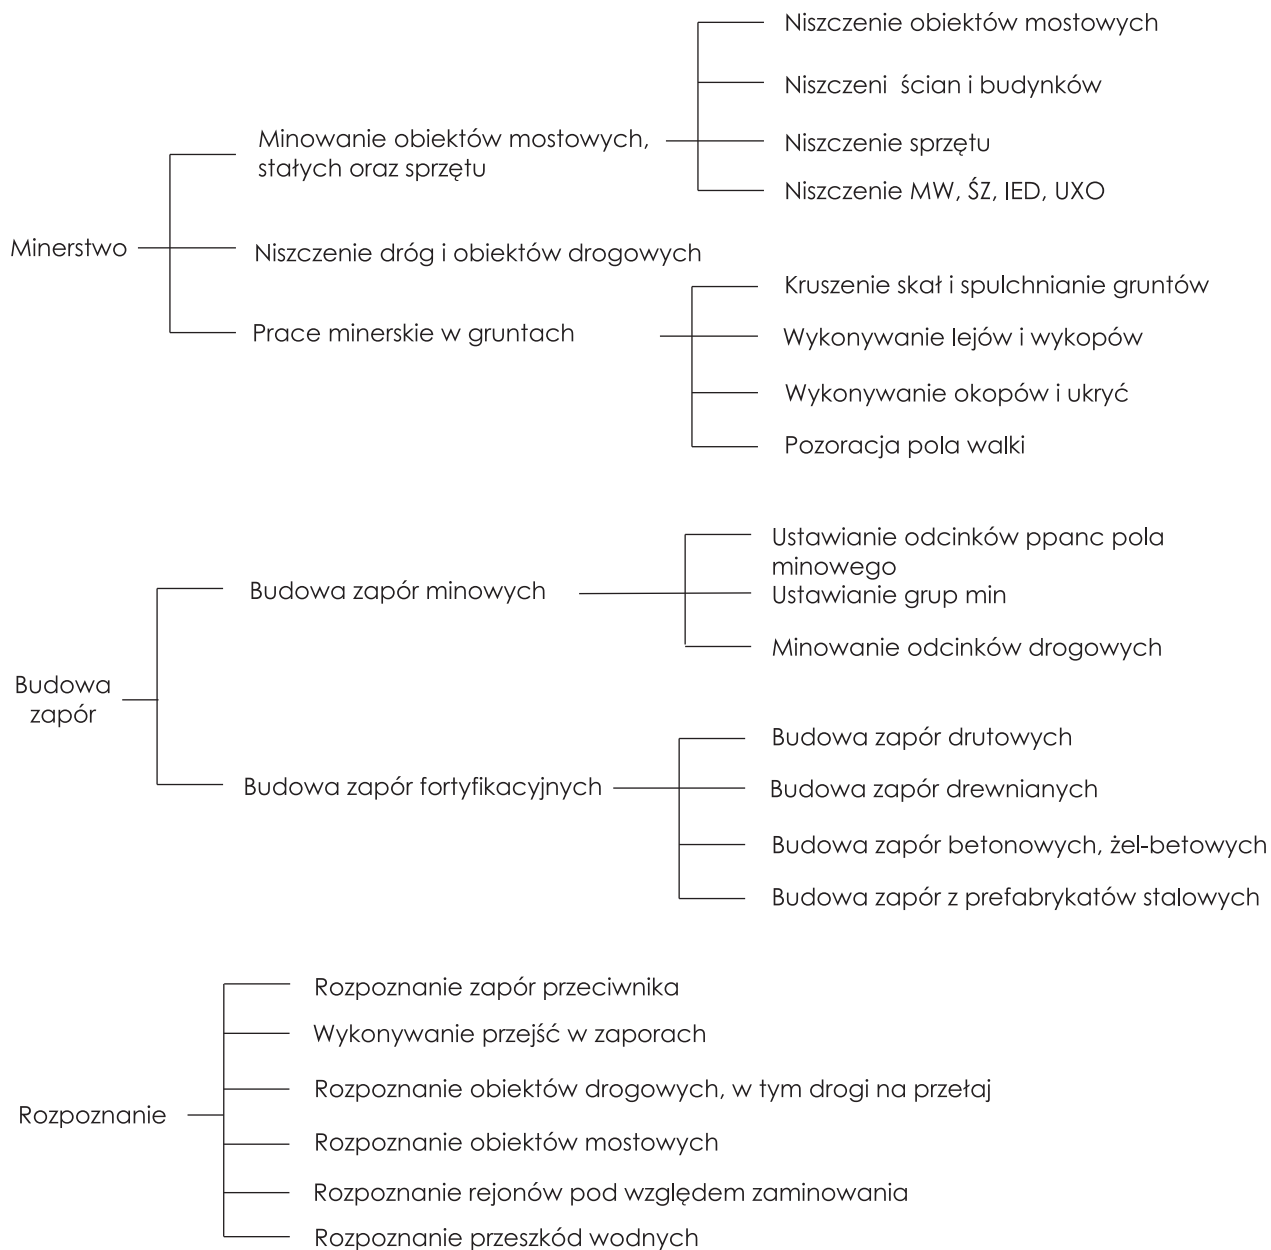 Niszczenie obiektów mostowych
Niszczeni ścian i budynków
Minowanie obiektów mostowych,
stałych oraz sprzętu
Niszczenie sprzętu
Niszczenie MW, ŚZ, IED, UXO
Minerstwo
Niszczenie dróg i obiektów drogowych
Kruszenie skał i spulchnianie gruntów
Prace minerskie w gruntach
Wykonywanie lejów i wykopów
Wykonywanie okopów i ukryć
Pozoracja pola walki
Ustawianie odcinków ppanc pola
minowego
Budowa zapór minowych
Ustawianie grup min
Minowanie odcinków drogowych
Budowa
zapór
Budowa zapór drutowych
Budowa zapór fortyfikacyjnych
Budowa zapór drewnianych
Budowa zapór betonowych, żel-betowych
Budowa zapór z prefabrykatów stalowych
Rozpoznanie zapór przeciwnika
Wykonywanie przejść w zaporach
Rozpoznanie obiektów drogowych, w tym drogi na przełaj
Rozpoznanie
Rozpoznanie obiektów mostowych
Rozpoznanie rejonów pod względem zaminowania
Rozpoznanie przeszkód wodnych